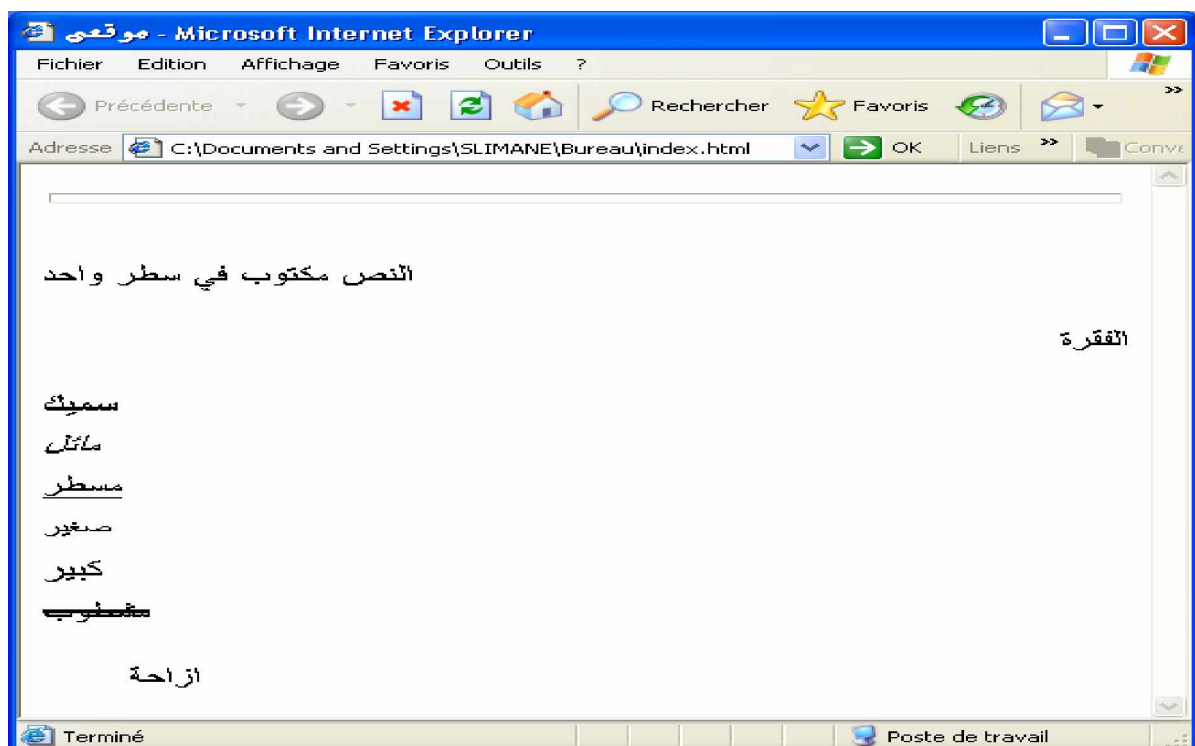 موقعي - Microsoft Internet Explorer
Fichier Edition Affichage Favoris Outils ?
Précédente Rechercher Favoris »
Adresse C:\Documents and Settings\SLIMANE\Bureau\index.html OK Liens » Conve
النص مكتوب في سطر واحد
الفقرة
سميك
مائل
مسطر
صغير
كبير
مشطوب
ازاحة
Terminé Poste de travail